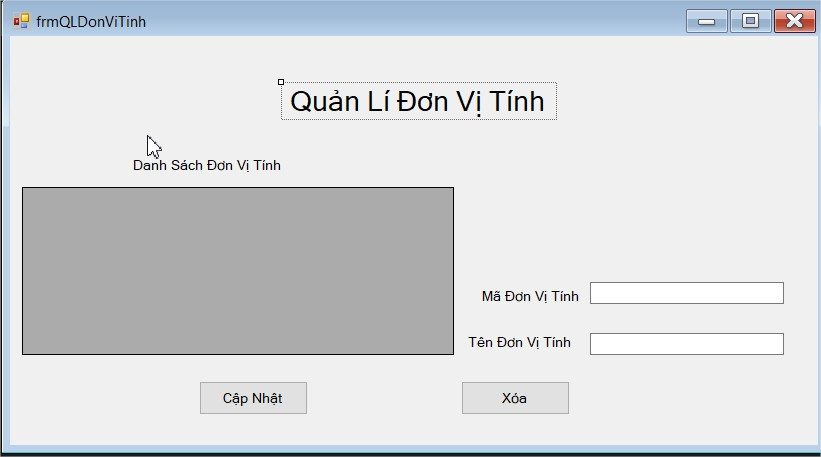 frmQLDonViTinh
Quản Lí Đơn Vị Tính
Danh Sách Đơn Vị Tính
Mã Đơn Vị Tính
Tên Đơn Vị Tính
Cập Nhật
Xóa